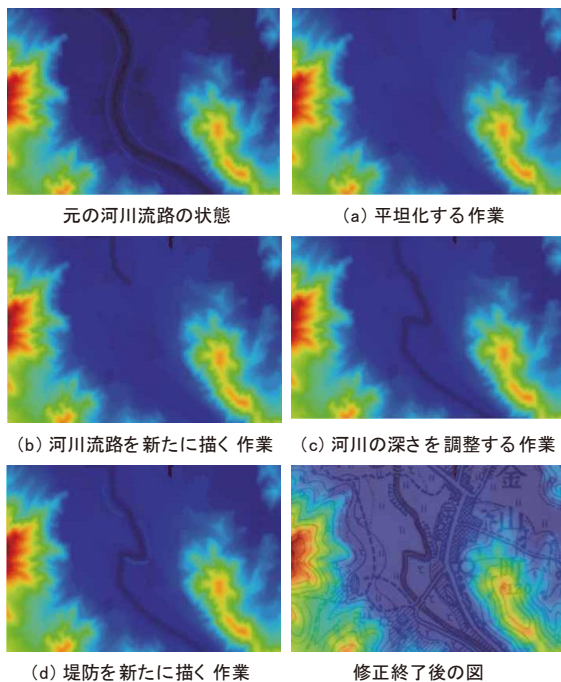 元の河川流路の状態
(a) 平坦化する作業
(b) 河川流路を新たに描く 作業
(c) 河川の深さを調整する作業
金
山
(d) 堤防を新たに描く 作業
修正終了後の図